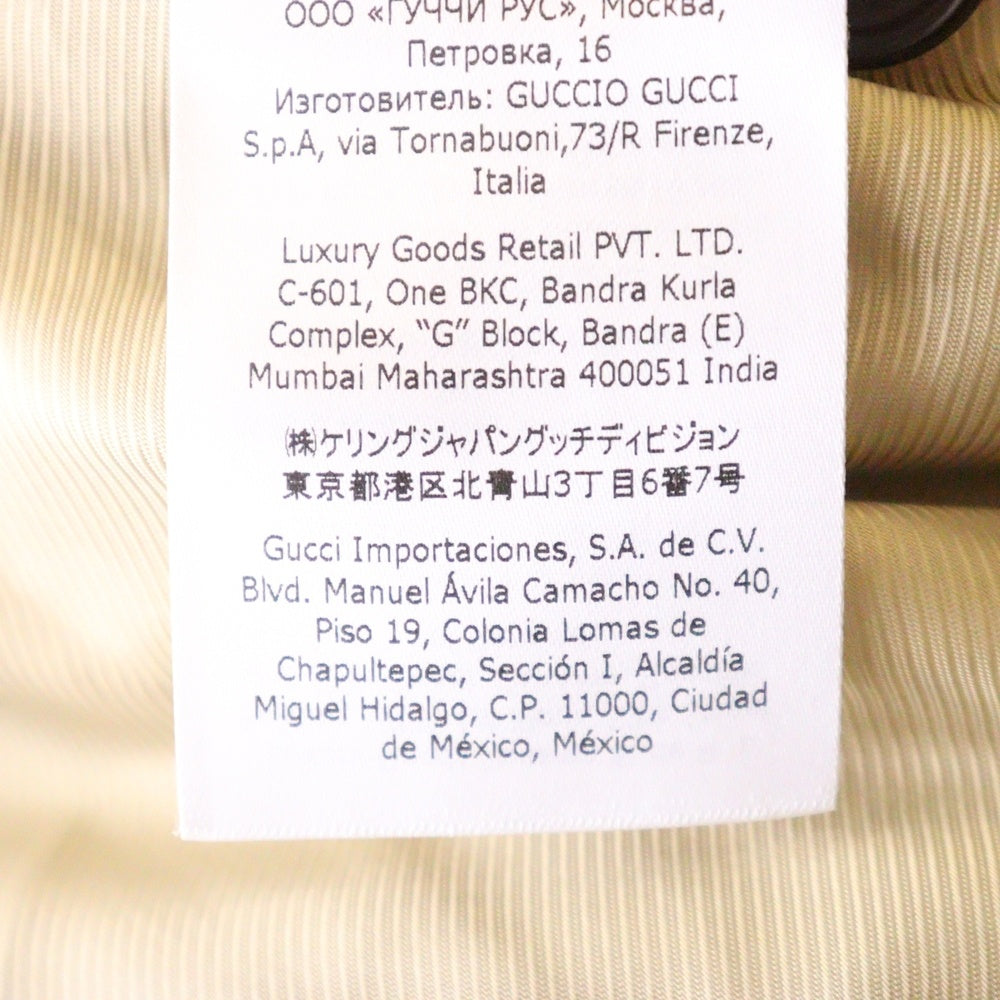 ООО «ГУЧЧИ РУС», Москва,
Петровка, 16
Изготовитель: GUCCIO GUCCI
S.p.A, via Tornabuoni,73/R Firenze,
Italia
Luxury Goods Retail PVT. LTD.
C-601, One BKC, Bandra Kurla
Complex, “G” Block, Bandra (E)
Mumbai Maharashtra 400051 India
㈱ケリングジャパングッチディビジョン
東京都港区北青山3丁目6番7号
Gucci Importaciones, S.A. de C.V.
Blvd. Manuel Ávila Camacho No. 40,
Piso 19, Colonia Lomas de
Chapultepec, Sección I, Alcaldía
Miguel Hidalgo, C.P. 11000, Ciudad
de México, México